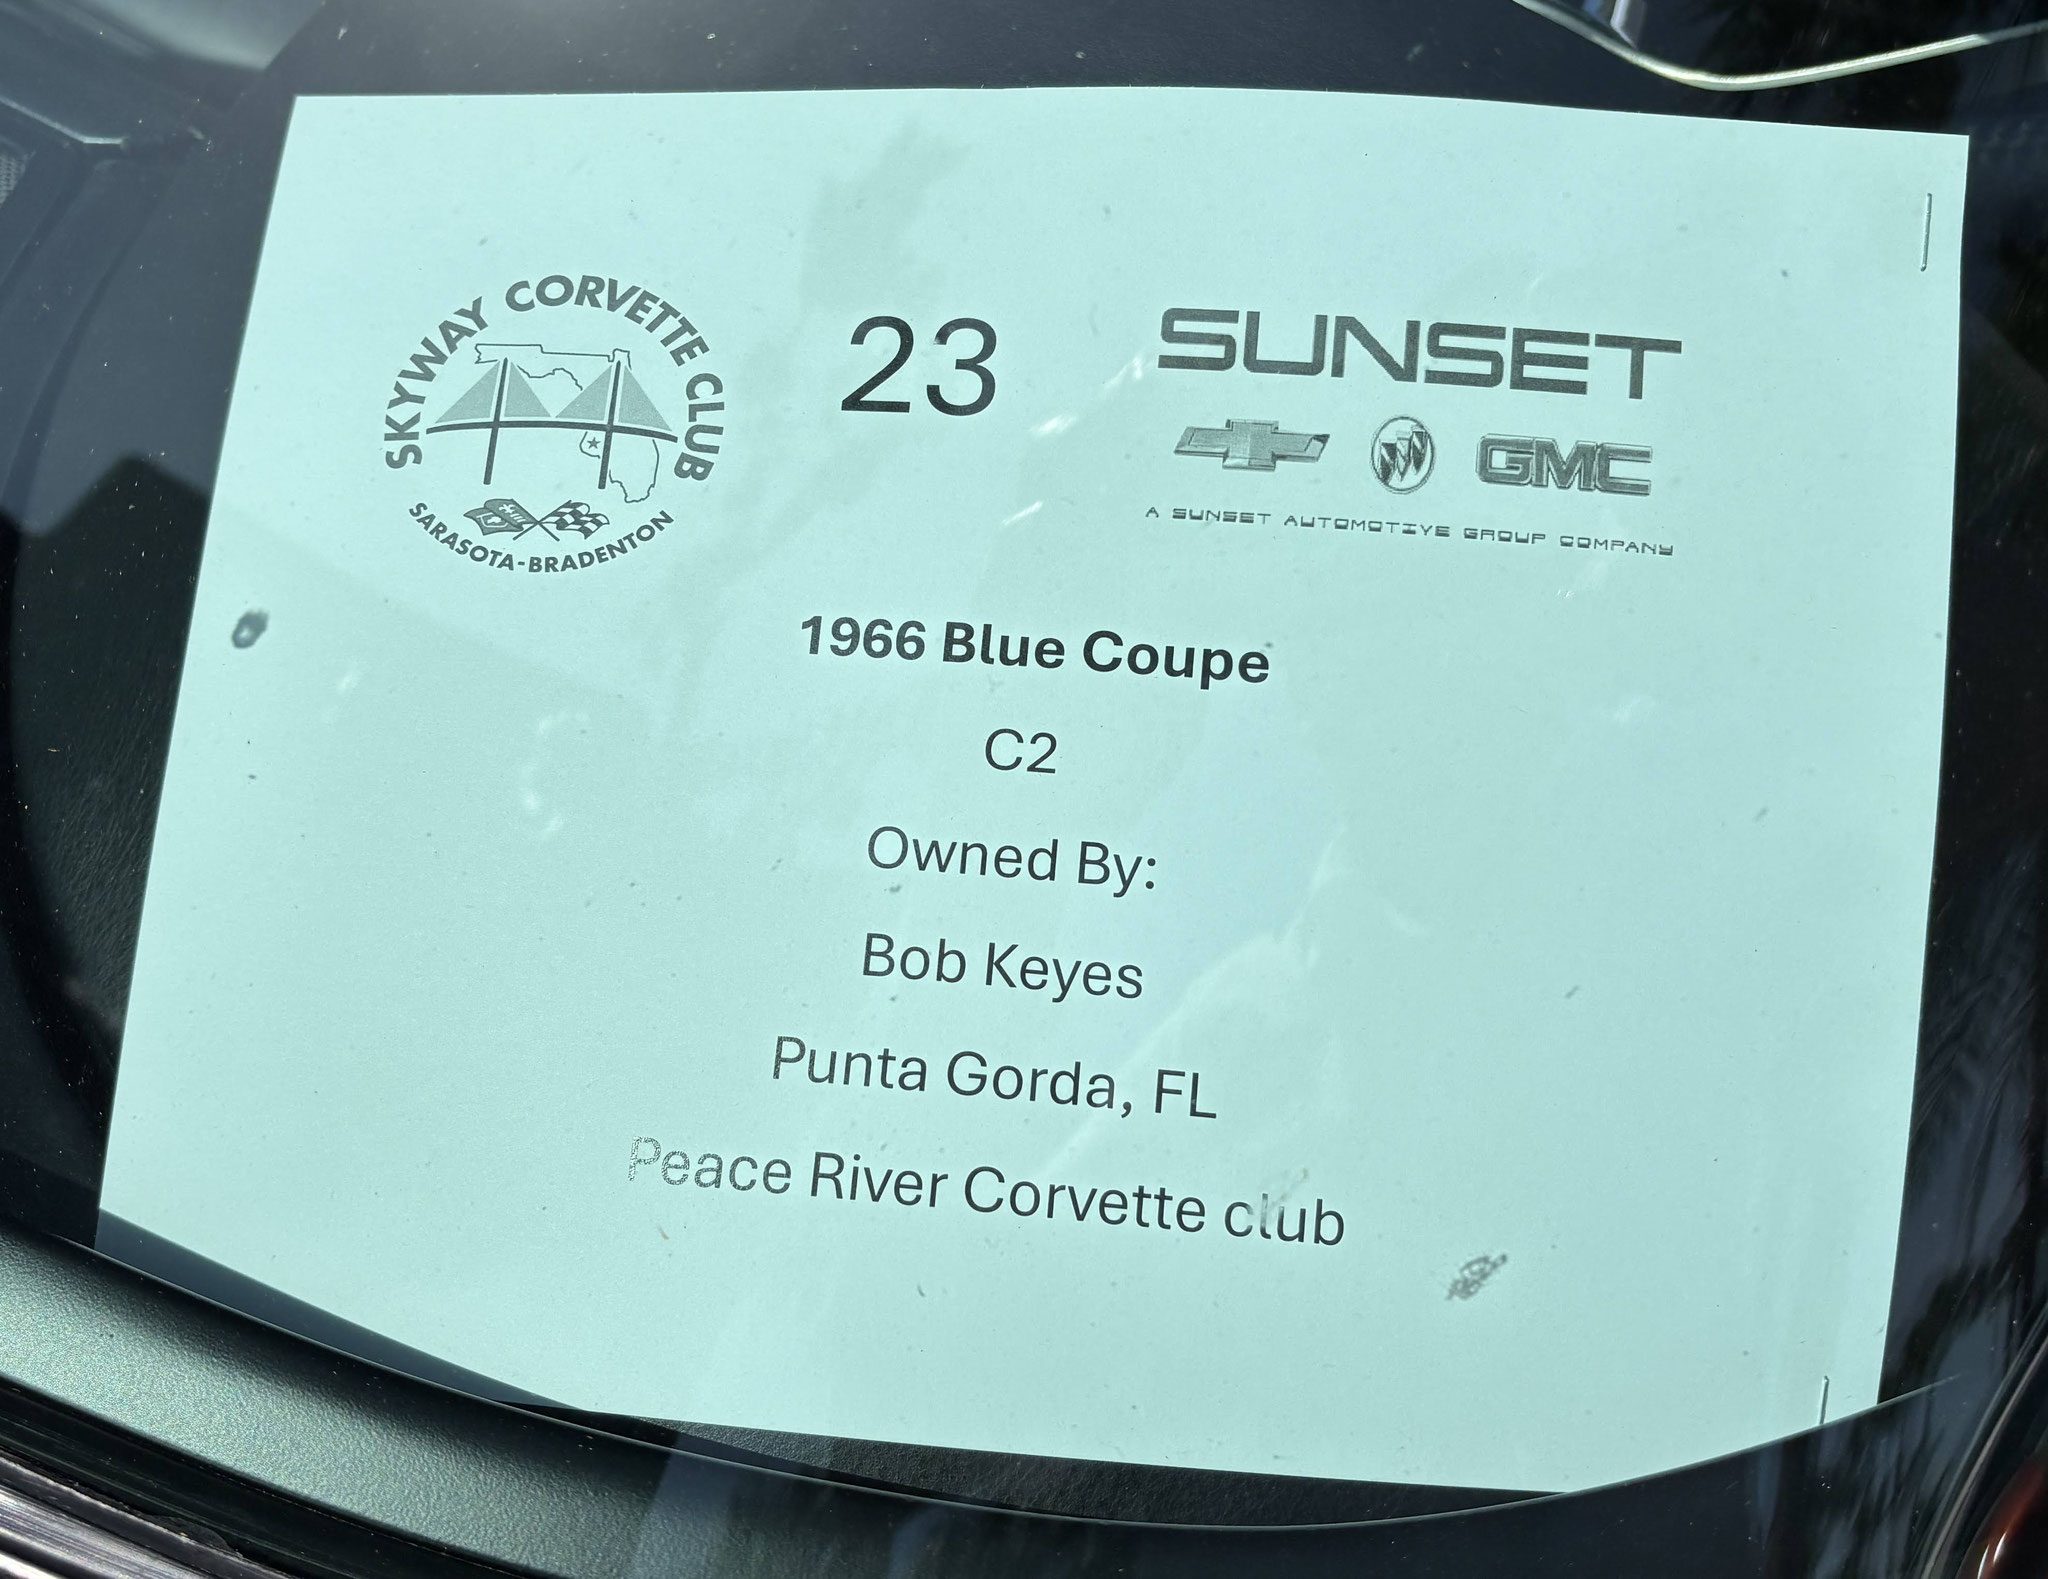 SKYWAY CORVETTE CLUB
SARASOTA-BRADENTON
23
SUNSET
GMC
A SUNSET AUTOMOTIVE GROUP COMPANY
1966 Blue Coupe
C2
Owned By:
Bob Keyes
Punta Gorda, FL
Peace River Corvette club